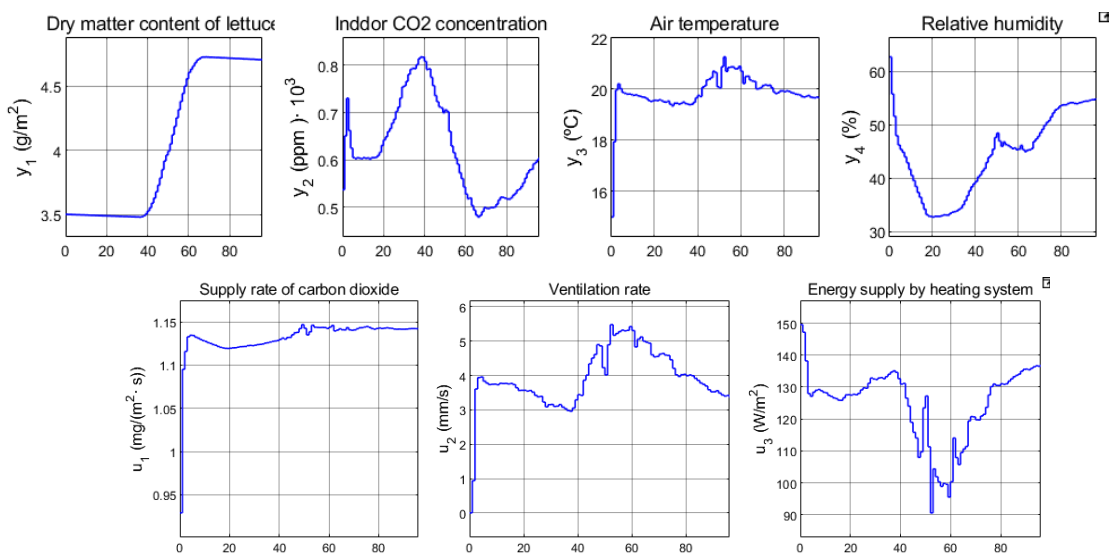 Dry matter content of lettuce
Inddor CO2 concentration
Air temperature
Relative humidity
y1 (g/m²)
4.5
4
3.5
0 20 40 60 80
y2 (ppm )· 10³
0.8
0.7
0.6
0.5
0 20 40 60 80
y3 (ºC)
22
20
18
16
0 20 40 60 80
y4 (%)
60
50
40
30
0 20 40 60 80
Supply rate of carbon dioxide
Ventilation rate
Energy supply by heating system
u1 (mg/(m²· s))
1.15
1.1
1.05
1
0.95
0 20 40 60 80
u2 (mm/s)
6
5
4
3
2
1
0
0 20 40 60 80
u3 (W/m²)
150
140
130
120
110
100
90
0 20 40 60 80